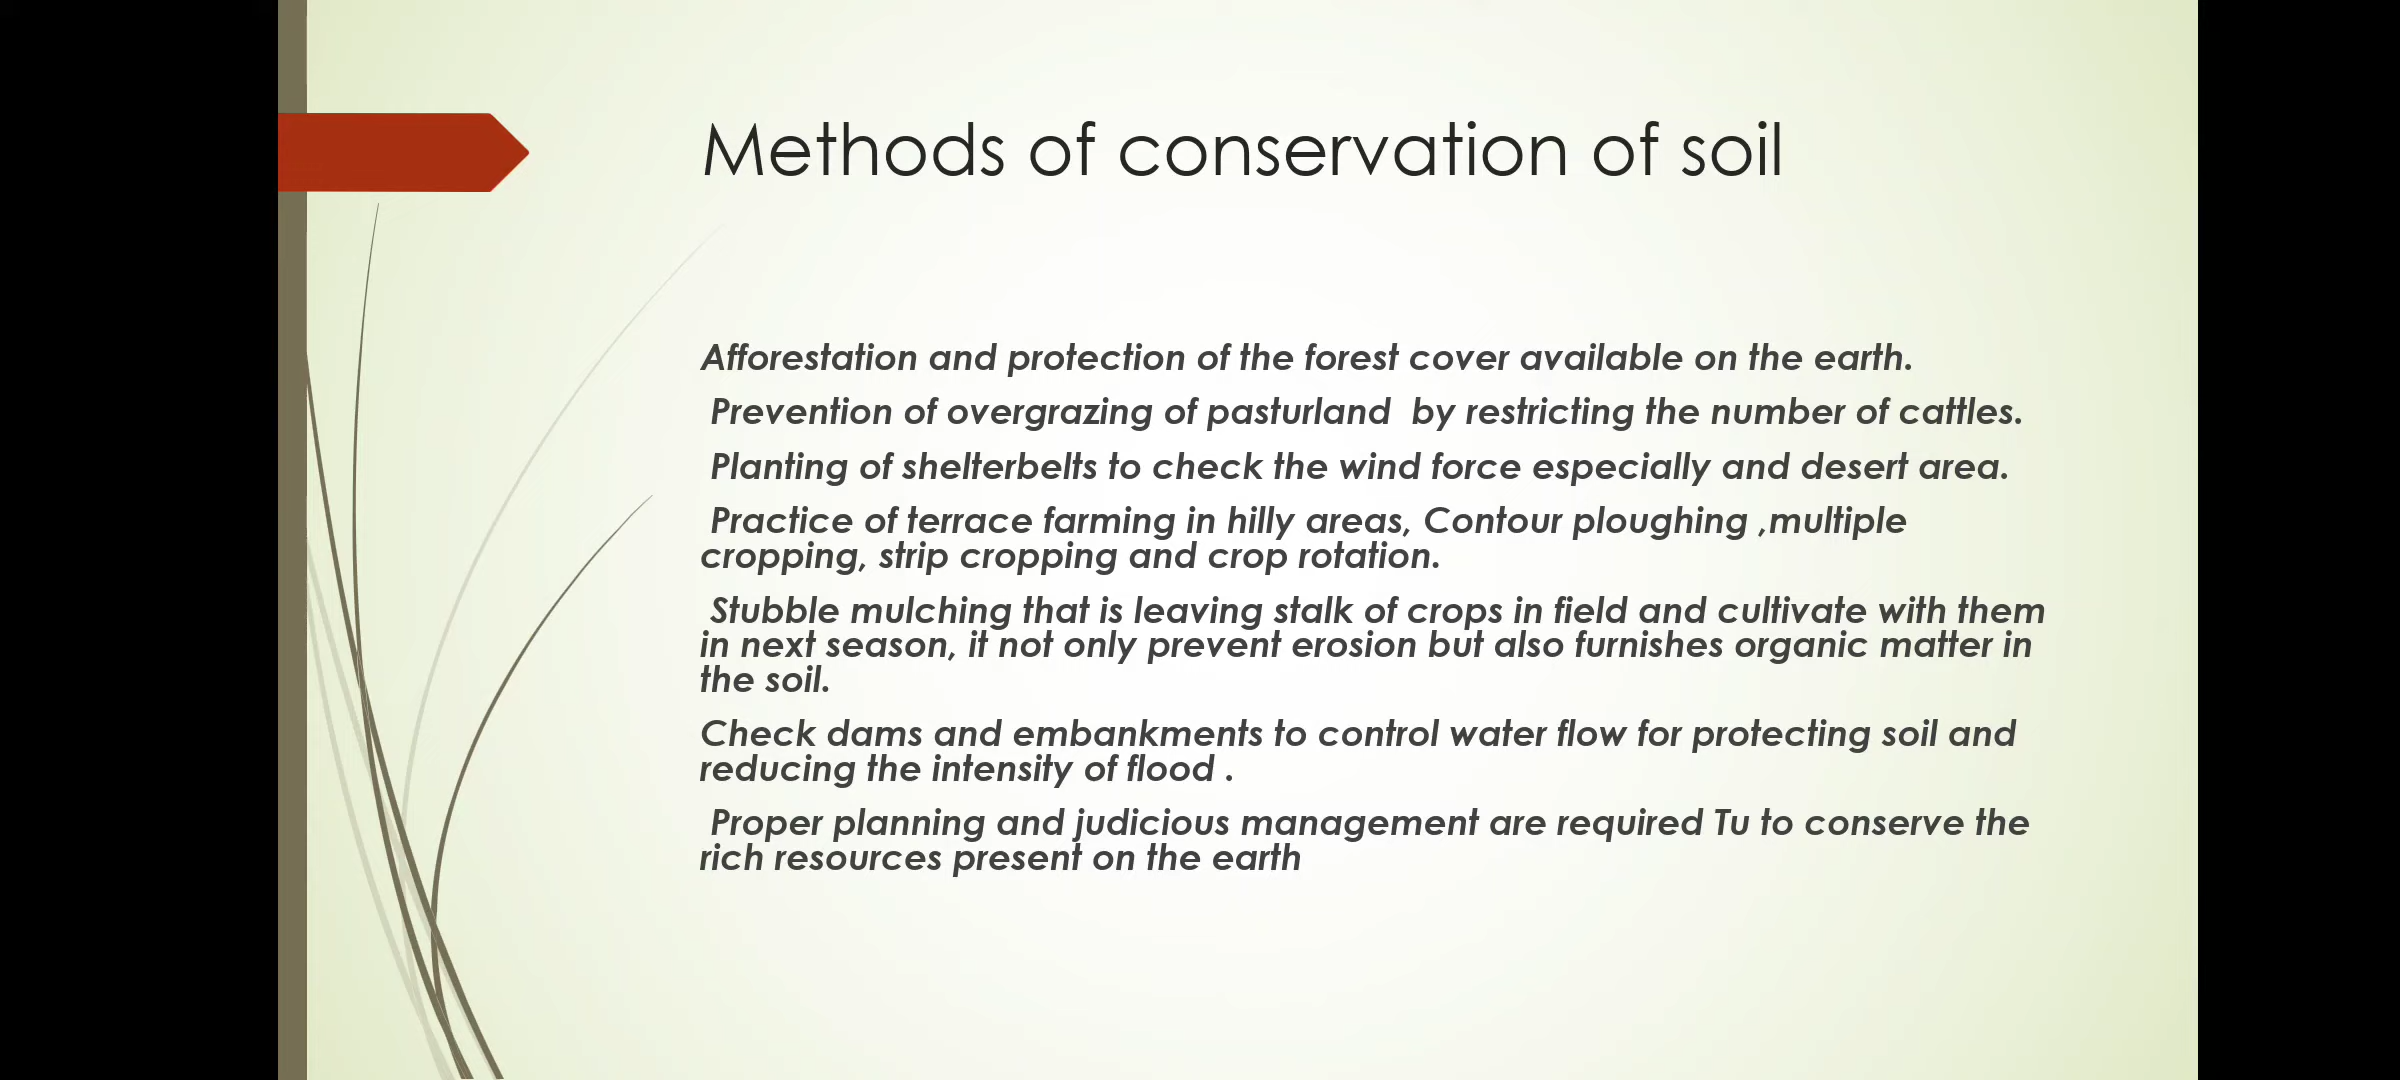 Methods of conservation of soil
Afforestation and protection of the forest cover available on the earth.
Prevention of overgrazing of pasturland  by restricting the number of cattles.
Planting of shelterbelts to check the wind force especially and desert area.
Practice of terrace farming in hilly areas, Contour ploughing ,multiple
cropping, strip cropping and crop rotation.
Stubble mulching that is leaving stalk of crops in field and cultivate with them
in next season, it not only prevent erosion but also furnishes organic matter in
the soil.
Check dams and embankments to control water flow for protecting soil and
reducing the intensity of flood .
Proper planning and judicious management are required Tu to conserve the
rich resources present on the earth